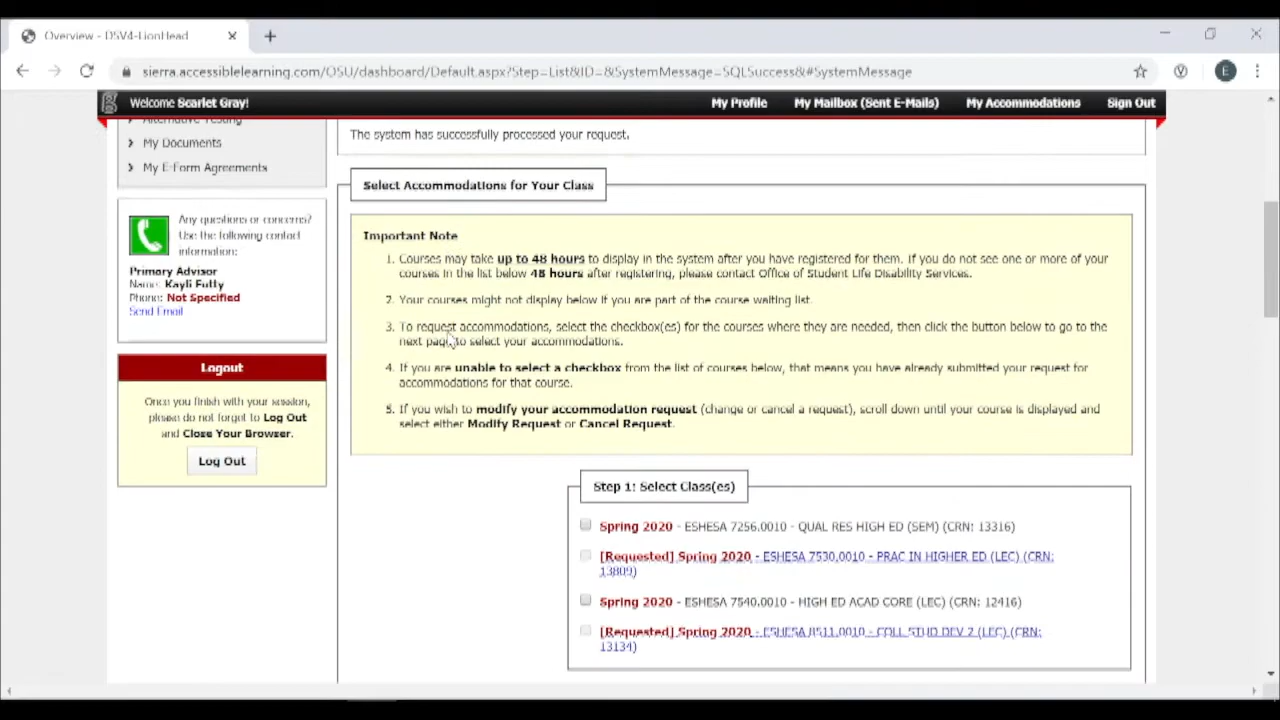 Overview - DSV4-LionHead
sierra.accessiblelearning.com/OSU/dashboard/Default.aspx?Step=List&ID=&SystemMessage=SQLSuccess&#SystemMessage
E
Welcome Scarlet Gray!
My Profile
My Mailbox (Sent E-Mails)
My Accommodations
Sign Out
Alternative Testing
My Documents
My E-Form Agreements
Any questions or concerns?
Use the following contact
information:
Primary Advisor
Name: Kayli Futty
Phone: Not Specified
Send Email
Logout
Once you finish with your session,
please do not forget to Log Out
and Close Your Browser.
Log Out
The system has successfully processed your request.
Select Accommodations for Your Class
Important Note
1. Courses may take up to 48 hours to display in the system after you have registered for them. If you do not see one or more of your
courses in the list below 48 hours after registering, please contact Office of Student Life Disability Services.
2. Your courses might not display below if you are part of the course waiting list.
3. To request accommodations, select the checkbox(es) for the courses where they are needed, then click the button below to go to the
next page to select your accommodations.
4. If you are unable to select a checkbox from the list of courses below, that means you have already submitted your request for
accommodations for that course.
5. If you wish to modify your accommodation request (change or cancel a request), scroll down until your course is displayed and
select either Modify Request or Cancel Request.
Step 1: Select Class(es)
Spring 2020 - ESHESA 7256.0010 - QUAL RES HIGH ED (SEM) (CRN: 13316)
[Requested] Spring 2020 - ESHESA 7530.0010 - PRAC IN HIGHER ED (LEC) (CRN:
13809)
Spring 2020 - ESHESA 7540.0010 - HIGH ED ACAD CORE (LEC) (CRN: 12416)
[Requested] Spring 2020 - ESHESA 8511.0010 - COLL STUD DEV 2 (LEC) (CRN:
13134)